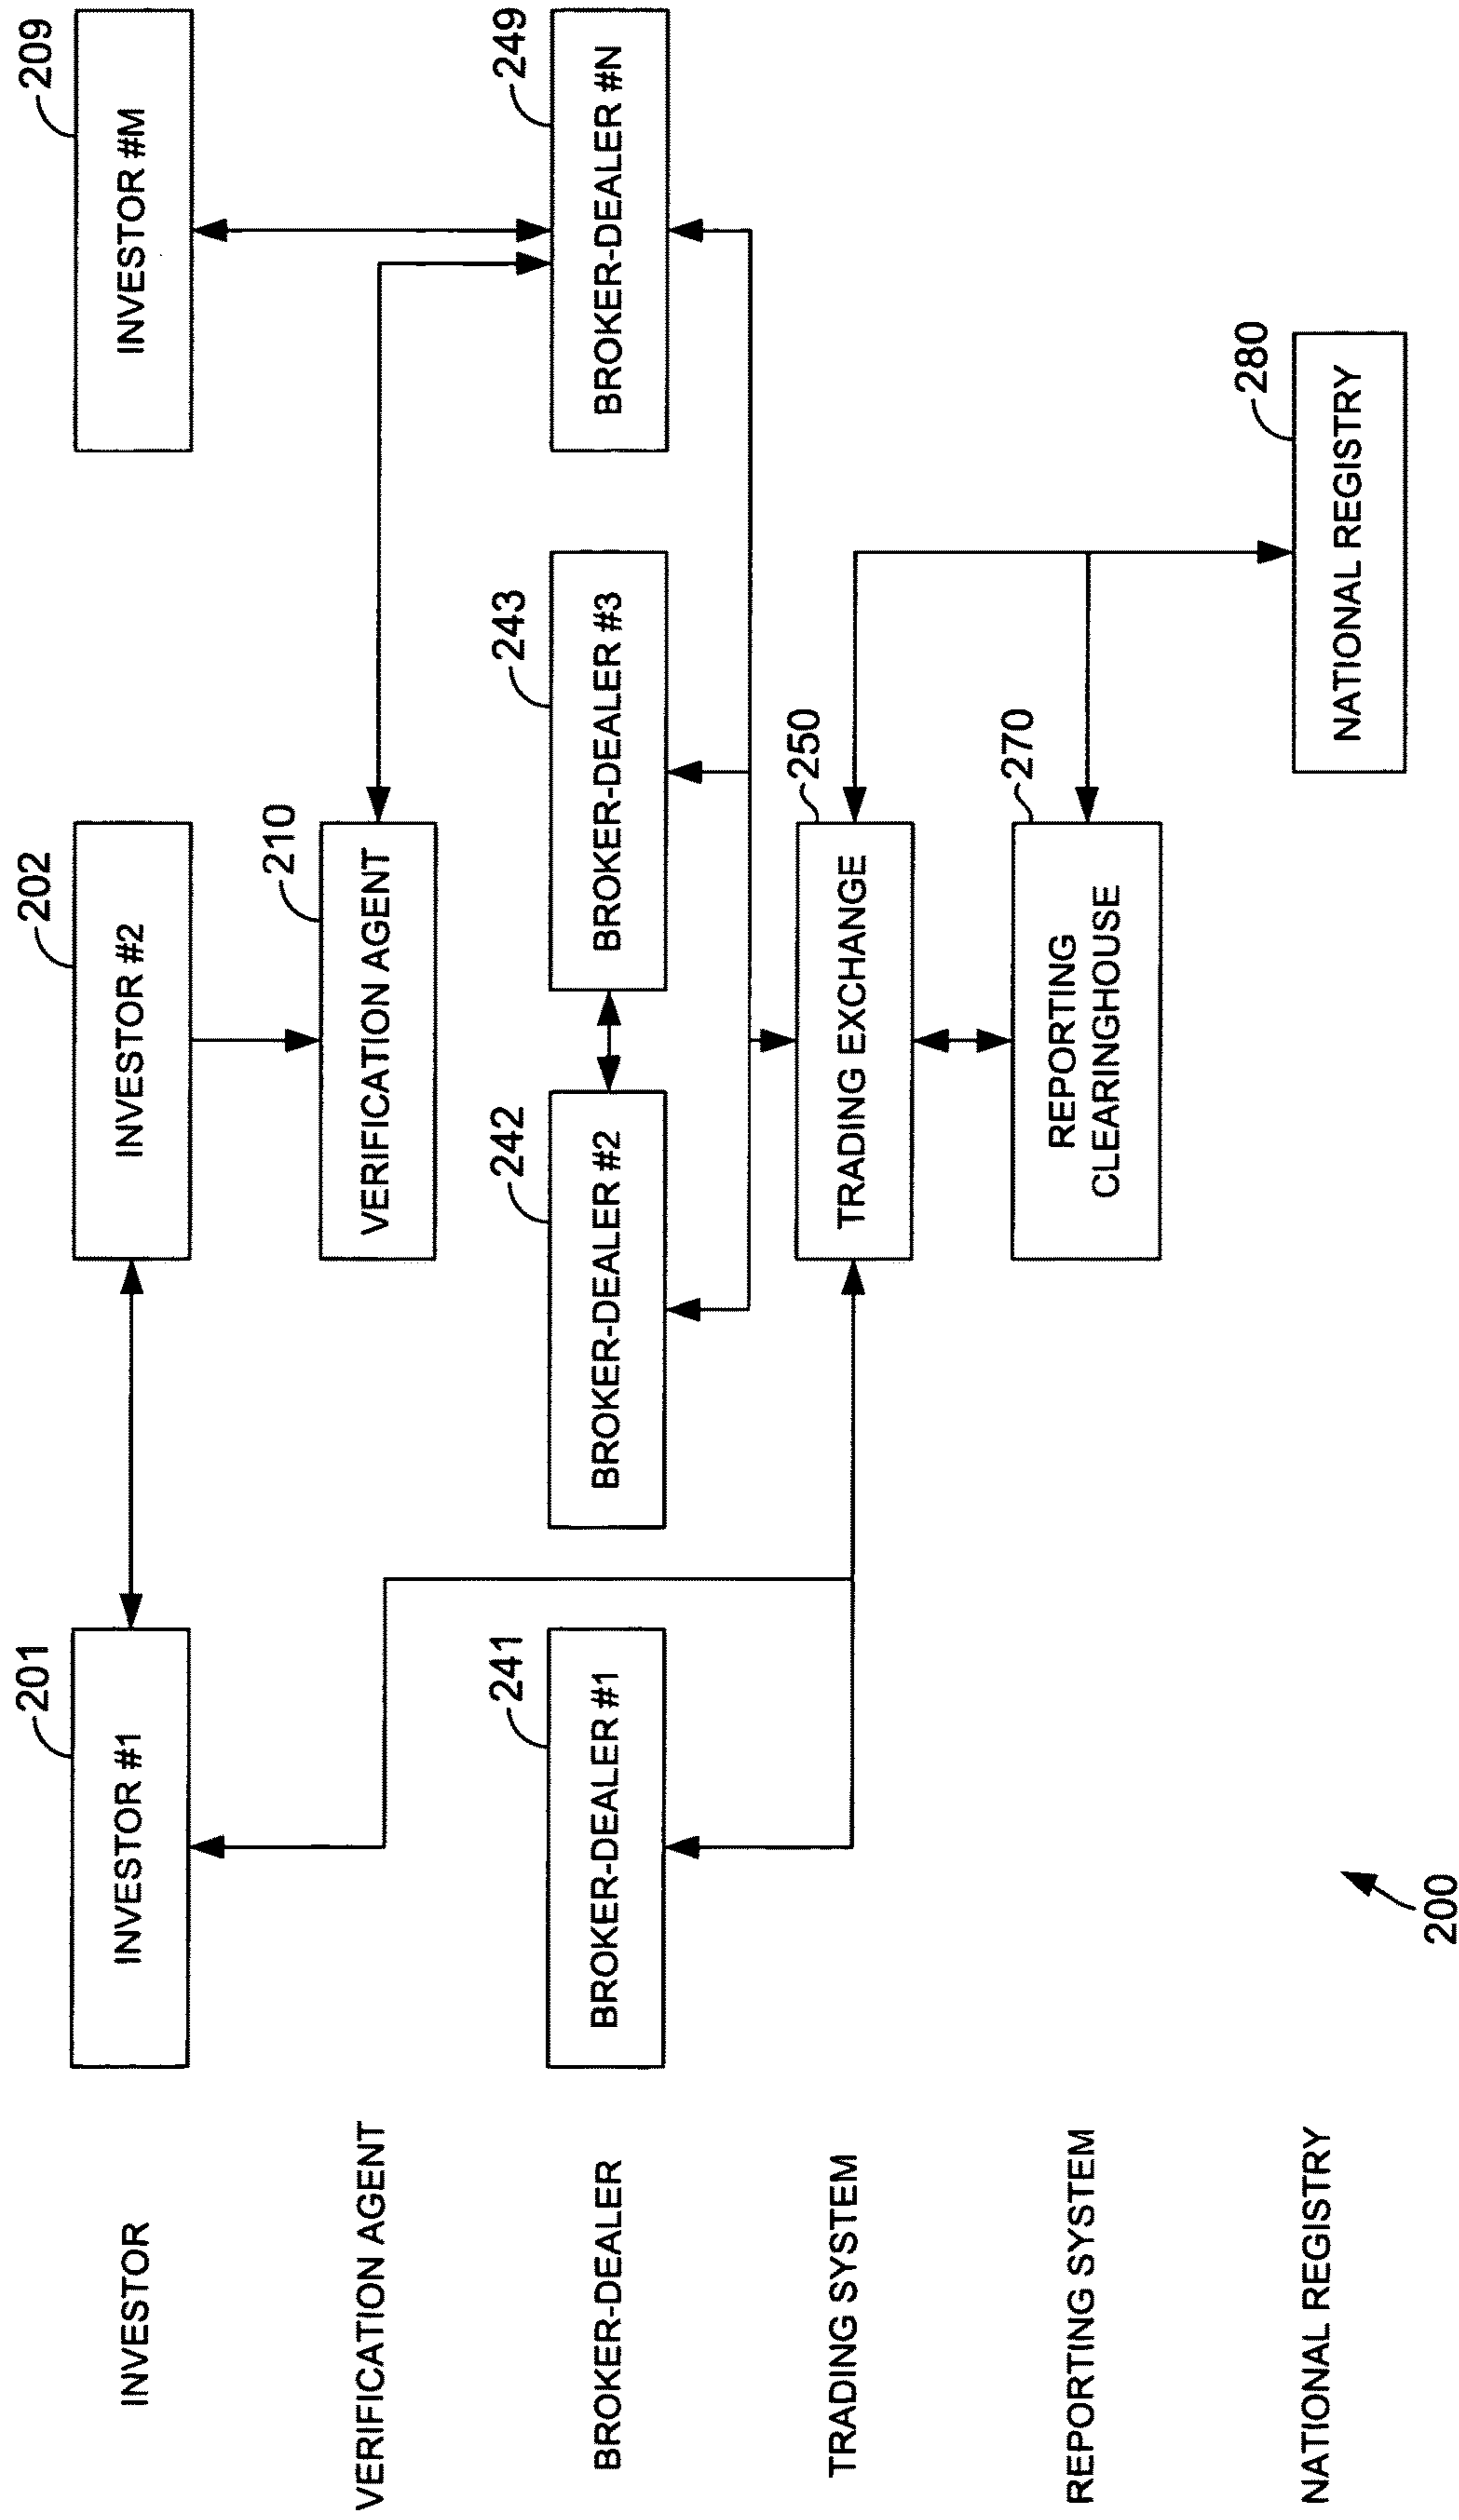 INVESTOR
201
INVESTOR #1
202
INVESTOR #2
209
INVESTOR #M
VERIFICATION AGENT
210
VERIFICATION AGENT
BROKER-DEALER
241
BROKER-DEALER #1
242
BROKER-DEALER #2
243
BROKER-DEALER #3
249
BROKER-DEALER #N
TRADING SYSTEM
250
TRADING EXCHANGE
REPORTING SYSTEM
270
REPORTING
CLEARINGHOUSE
NATIONAL REGISTRY
280
NATIONAL REGISTRY
200